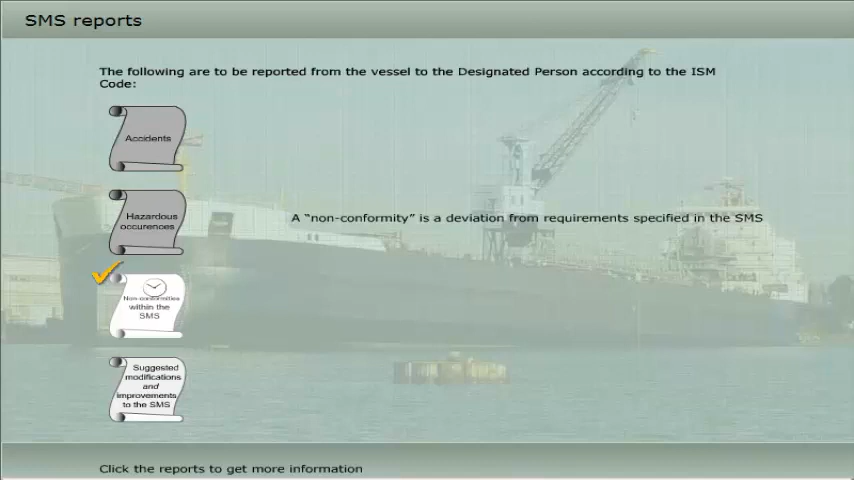 SMS reports
The following are to be reported from the vessel to the Designated Person according to the ISM
Code:
Accidents
Hazardous
occurences
A “non-conformity” is a deviation from requirements specified in the SMS
Non-conformities
within the
SMS
Suggested
modifications
and
improvements
to the SMS
Click the reports to get more information